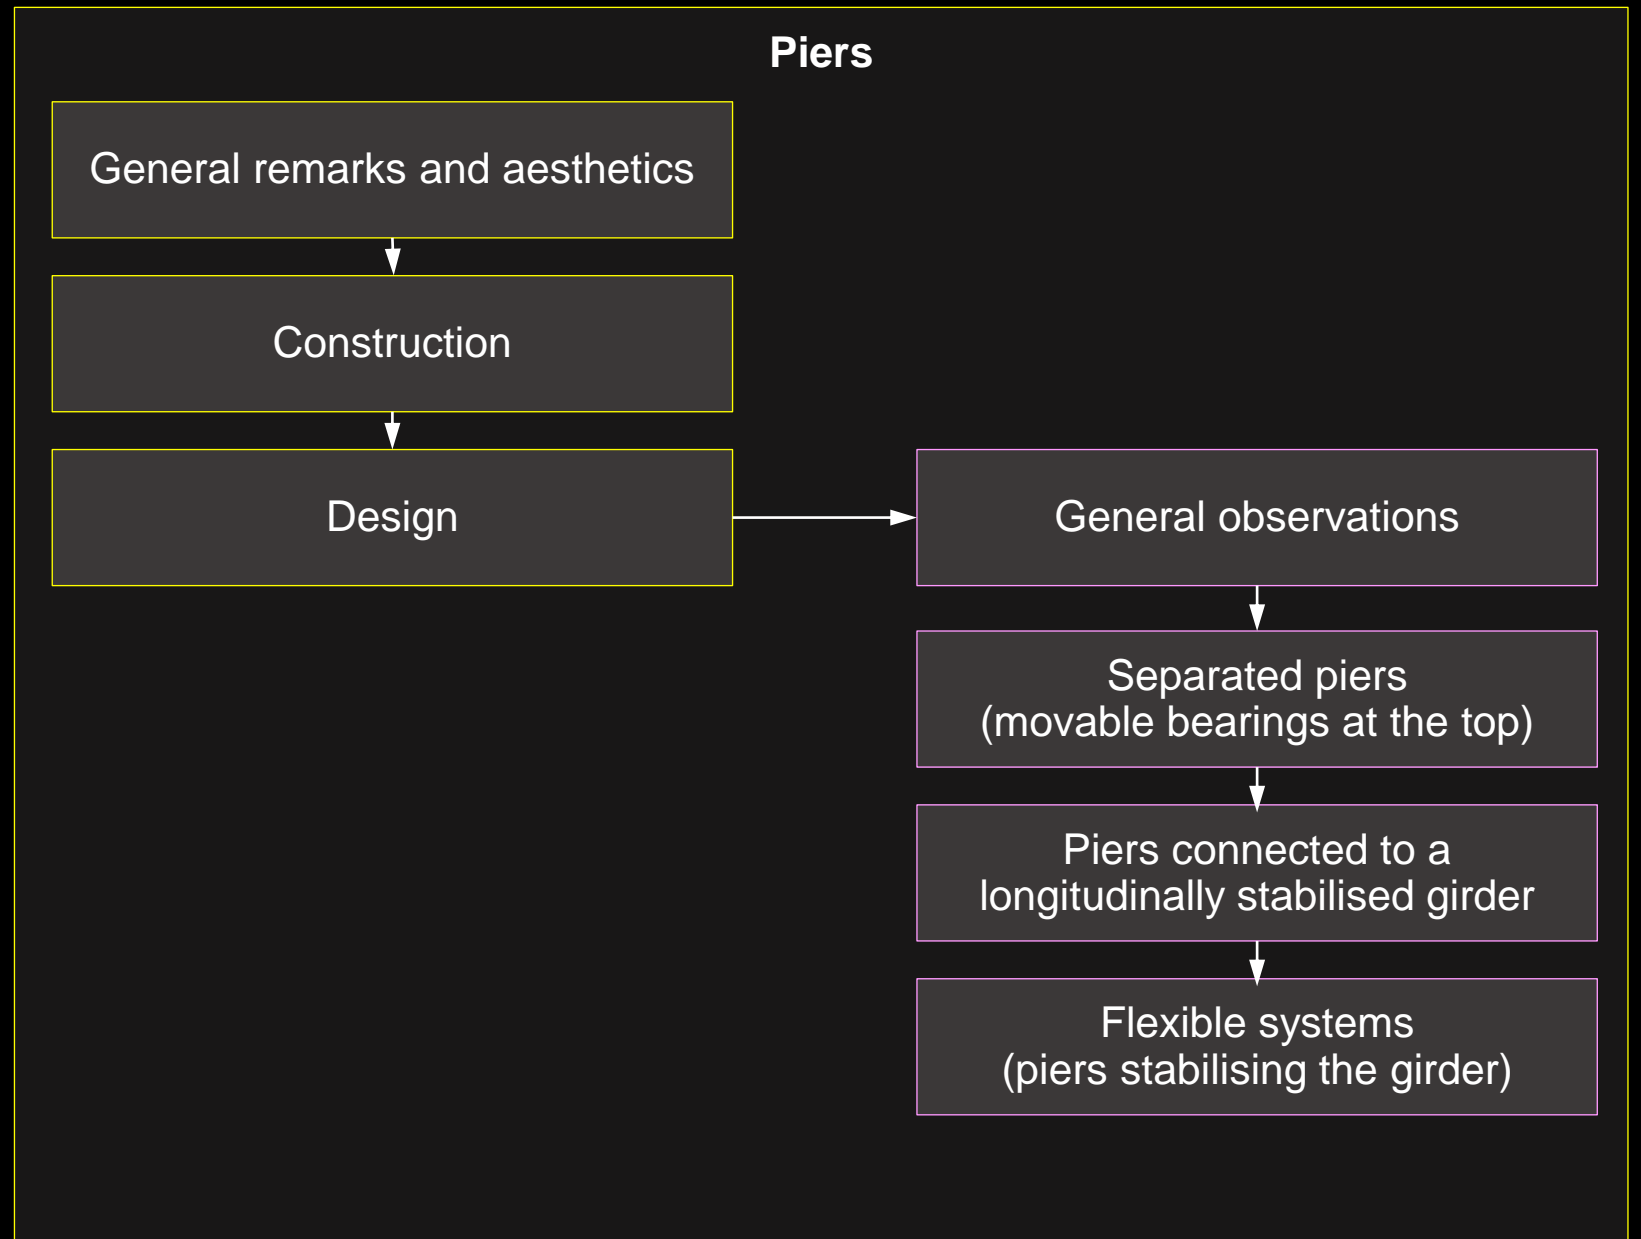 Piers
General remarks and aesthetics
Construction
Design
General observations
Separated piers
(movable bearings at the top)
Piers connected to a
longitudinally stabilised girder
Flexible systems
(piers stabilising the girder)